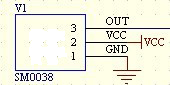 V1
3 OUT
2 VCC VCC
1 GND
SM0038